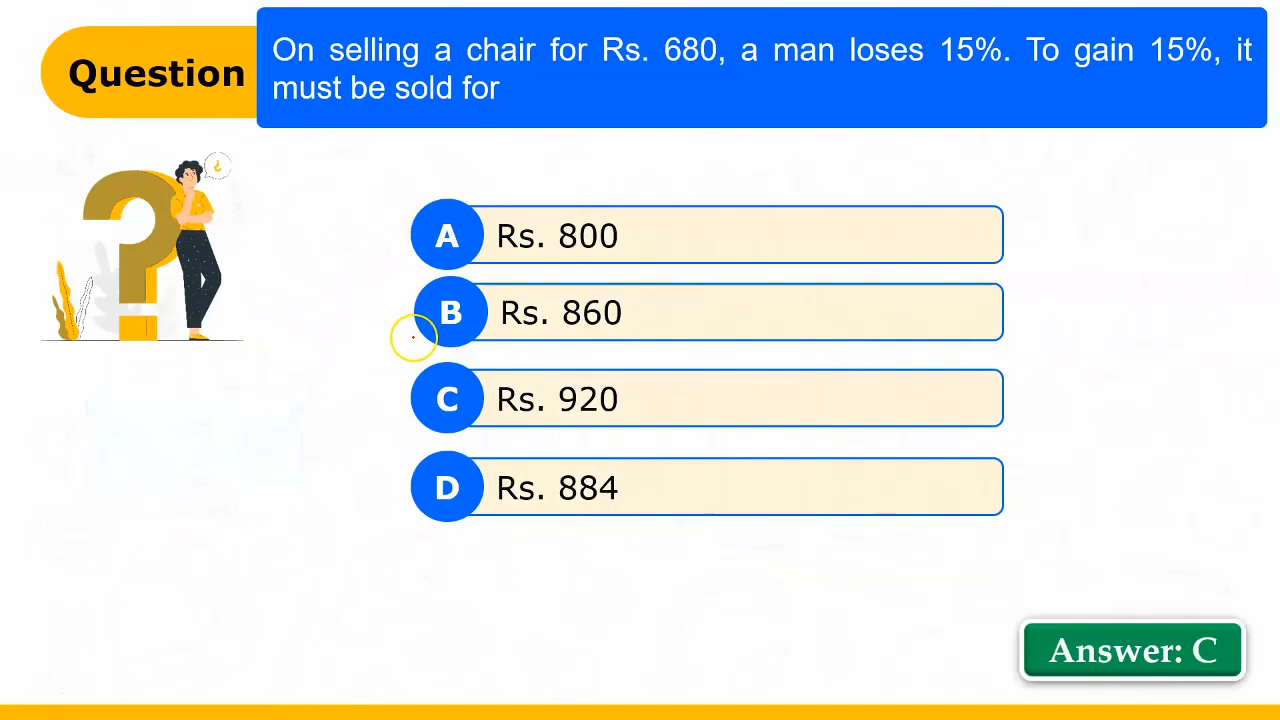 Question
On selling a chair for Rs. 680, a man loses 15%. To gain 15%, it
must be sold for
¿
A Rs. 800
B Rs. 860
C Rs. 920
D Rs. 884
Answer: C